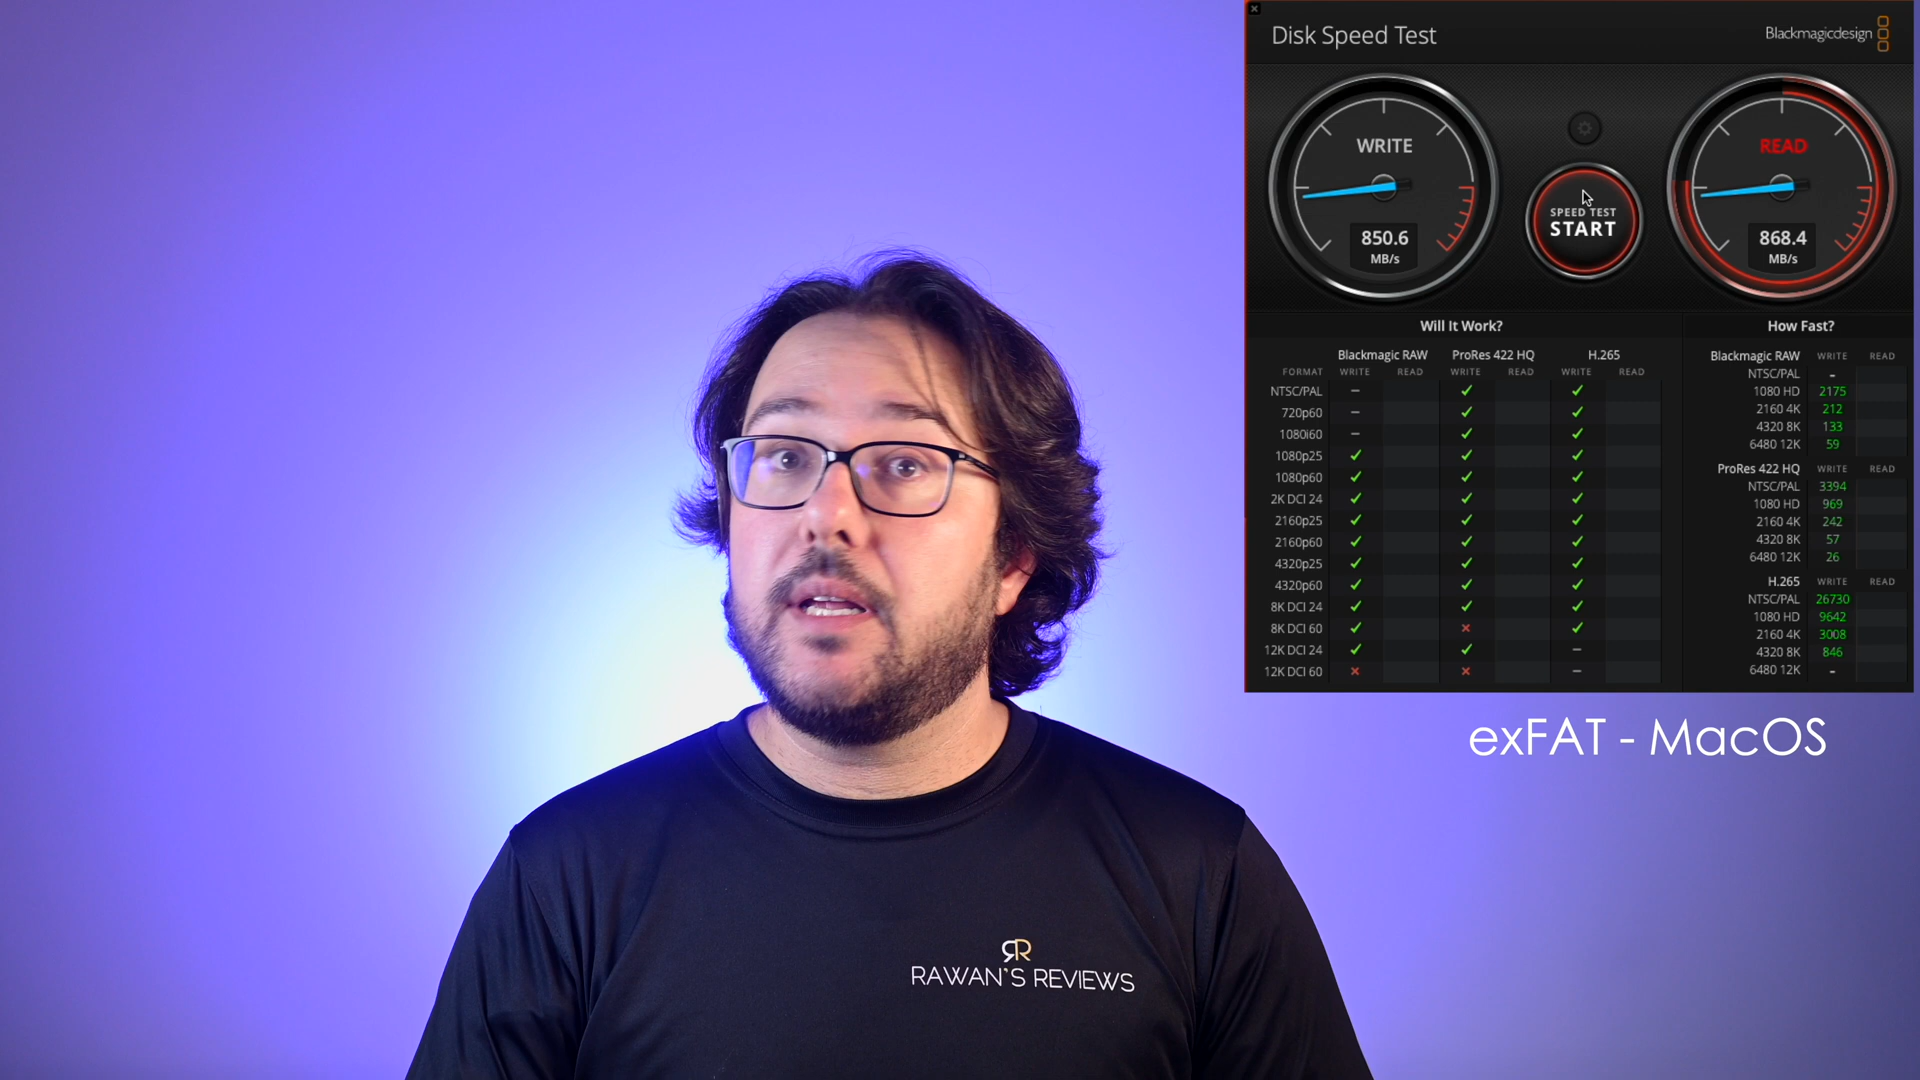 Disk Speed Test
Blackmagicdesign
WRITE
850.6
MB/s
SPEED TEST
START
READ
868.4
MB/s
Will It Work?
Blackmagic RAW ProRes 422 HQ H.265
FORMAT WRITE READ WRITE READ WRITE READ
NTSC/PAL – ✓ ✓
720p60 – ✓ ✓
1080i60 – ✓ ✓
1080p25 ✓ ✓ ✓
1080p60 ✓ ✓ ✓
2K DCI 24 ✓ ✓ ✓
2160p25 ✓ ✓ ✓
2160p60 ✓ ✓ ✓
4320p25 ✓ ✓ ✓
4320p60 ✓ ✓ ✓
8K DCI 24 ✓ ✓ ✓
8K DCI 60 ✓ ✗ ✓
12K DCI 24 ✓ ✓ –
12K DCI 60 ✗ ✗ –
How Fast?
Blackmagic RAW WRITE READ
NTSC/PAL -
1080 HD 2175
2160 4K 212
4320 8K 133
6480 12K 59
ProRes 422 HQ WRITE READ
NTSC/PAL 3394
1080 HD 969
2160 4K 242
4320 8K 57
6480 12K 26
H.265 WRITE READ
NTSC/PAL 26730
1080 HD 9642
2160 4K 3008
4320 8K 846
6480 12K -
exFAT - MacOS
RR
RAWAN'S REVIEWS